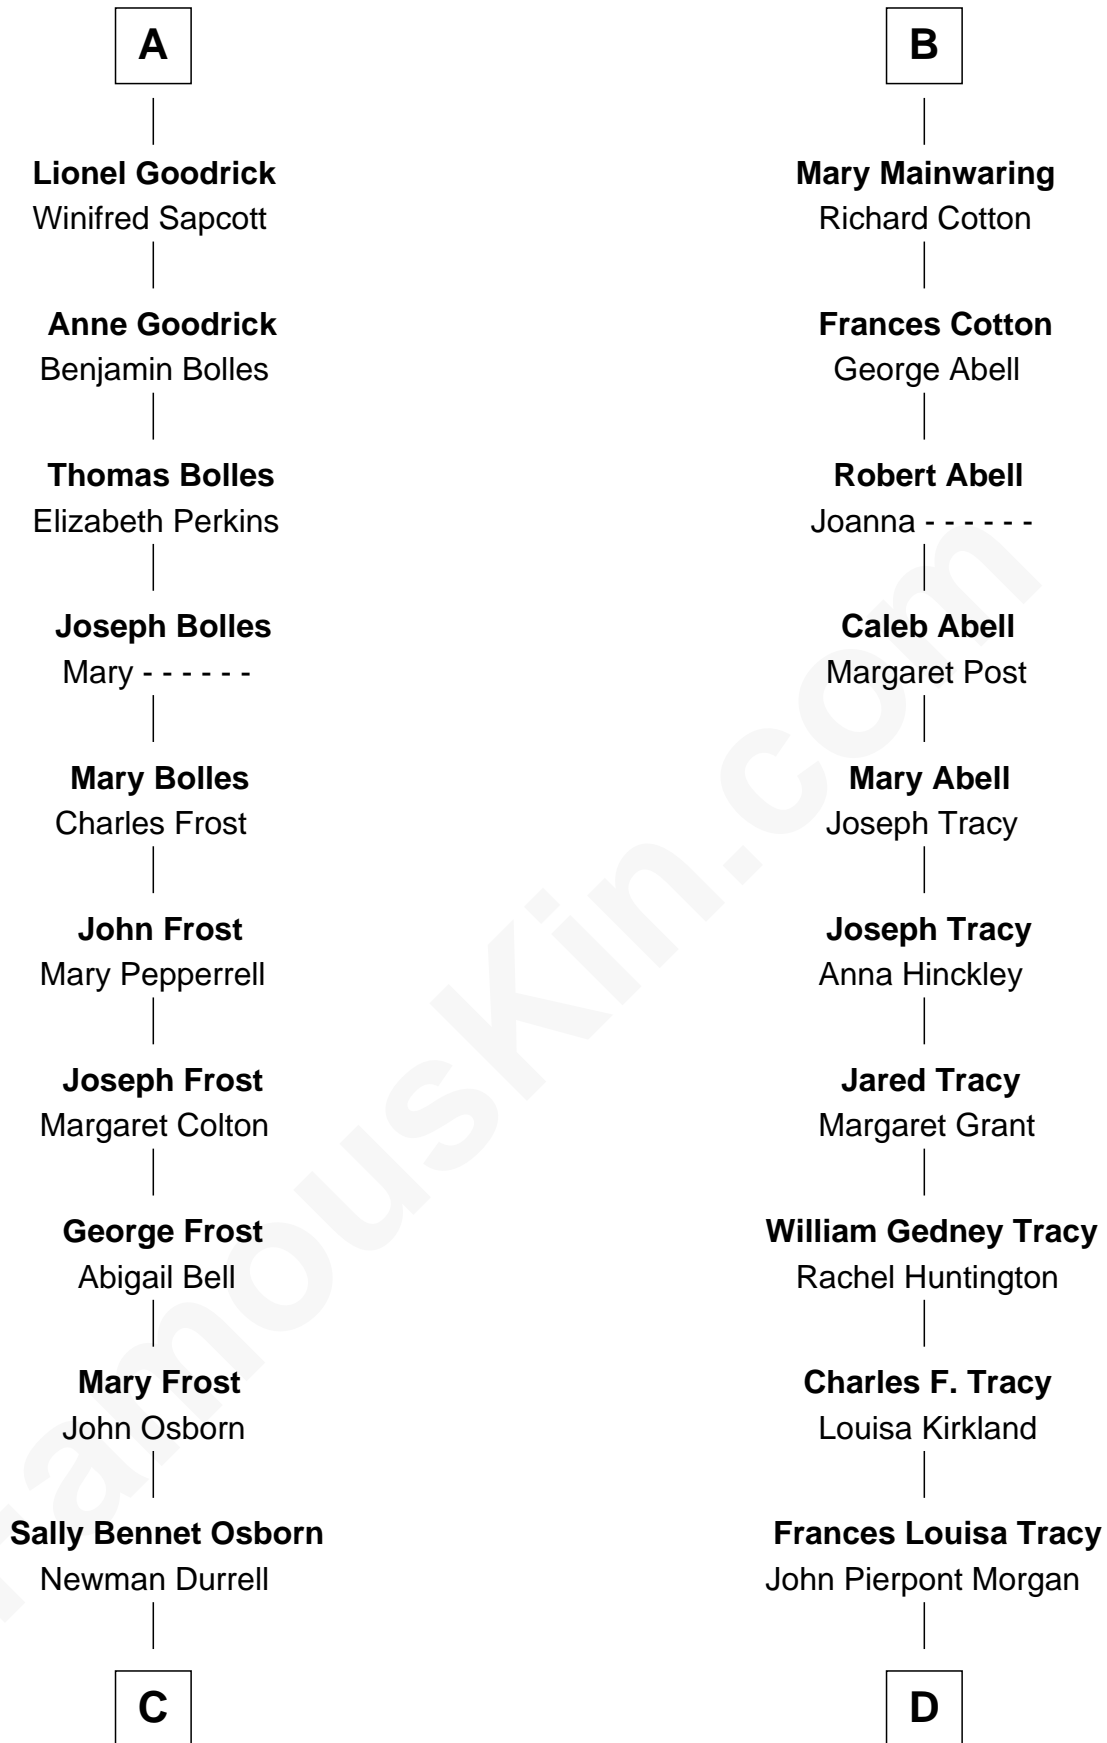 A
Lionel Goodrick
Winifred Sapcott
Anne Goodrick
Benjamin Bolles
Thomas Bolles
Elizabeth Perkins
Joseph Bolles
Mary - - - - - -
Mary Bolles
Charles Frost
John Frost
Mary Pepperrell
Joseph Frost
Margaret Colton
George Frost
Abigail Bell
Mary Frost
John Osborn
Sally Bennet Osborn
Newman Durrell
C
B
Mary Mainwaring
Richard Cotton
Frances Cotton
George Abell
Robert Abell
Joanna - - - - - -
Caleb Abell
Margaret Post
Mary Abell
Joseph Tracy
Joseph Tracy
Anna Hinckley
Jared Tracy
Margaret Grant
William Gedney Tracy
Rachel Huntington
Charles F. Tracy
Louisa Kirkland
Frances Louisa Tracy
John Pierpont Morgan
D
FamousKin.com